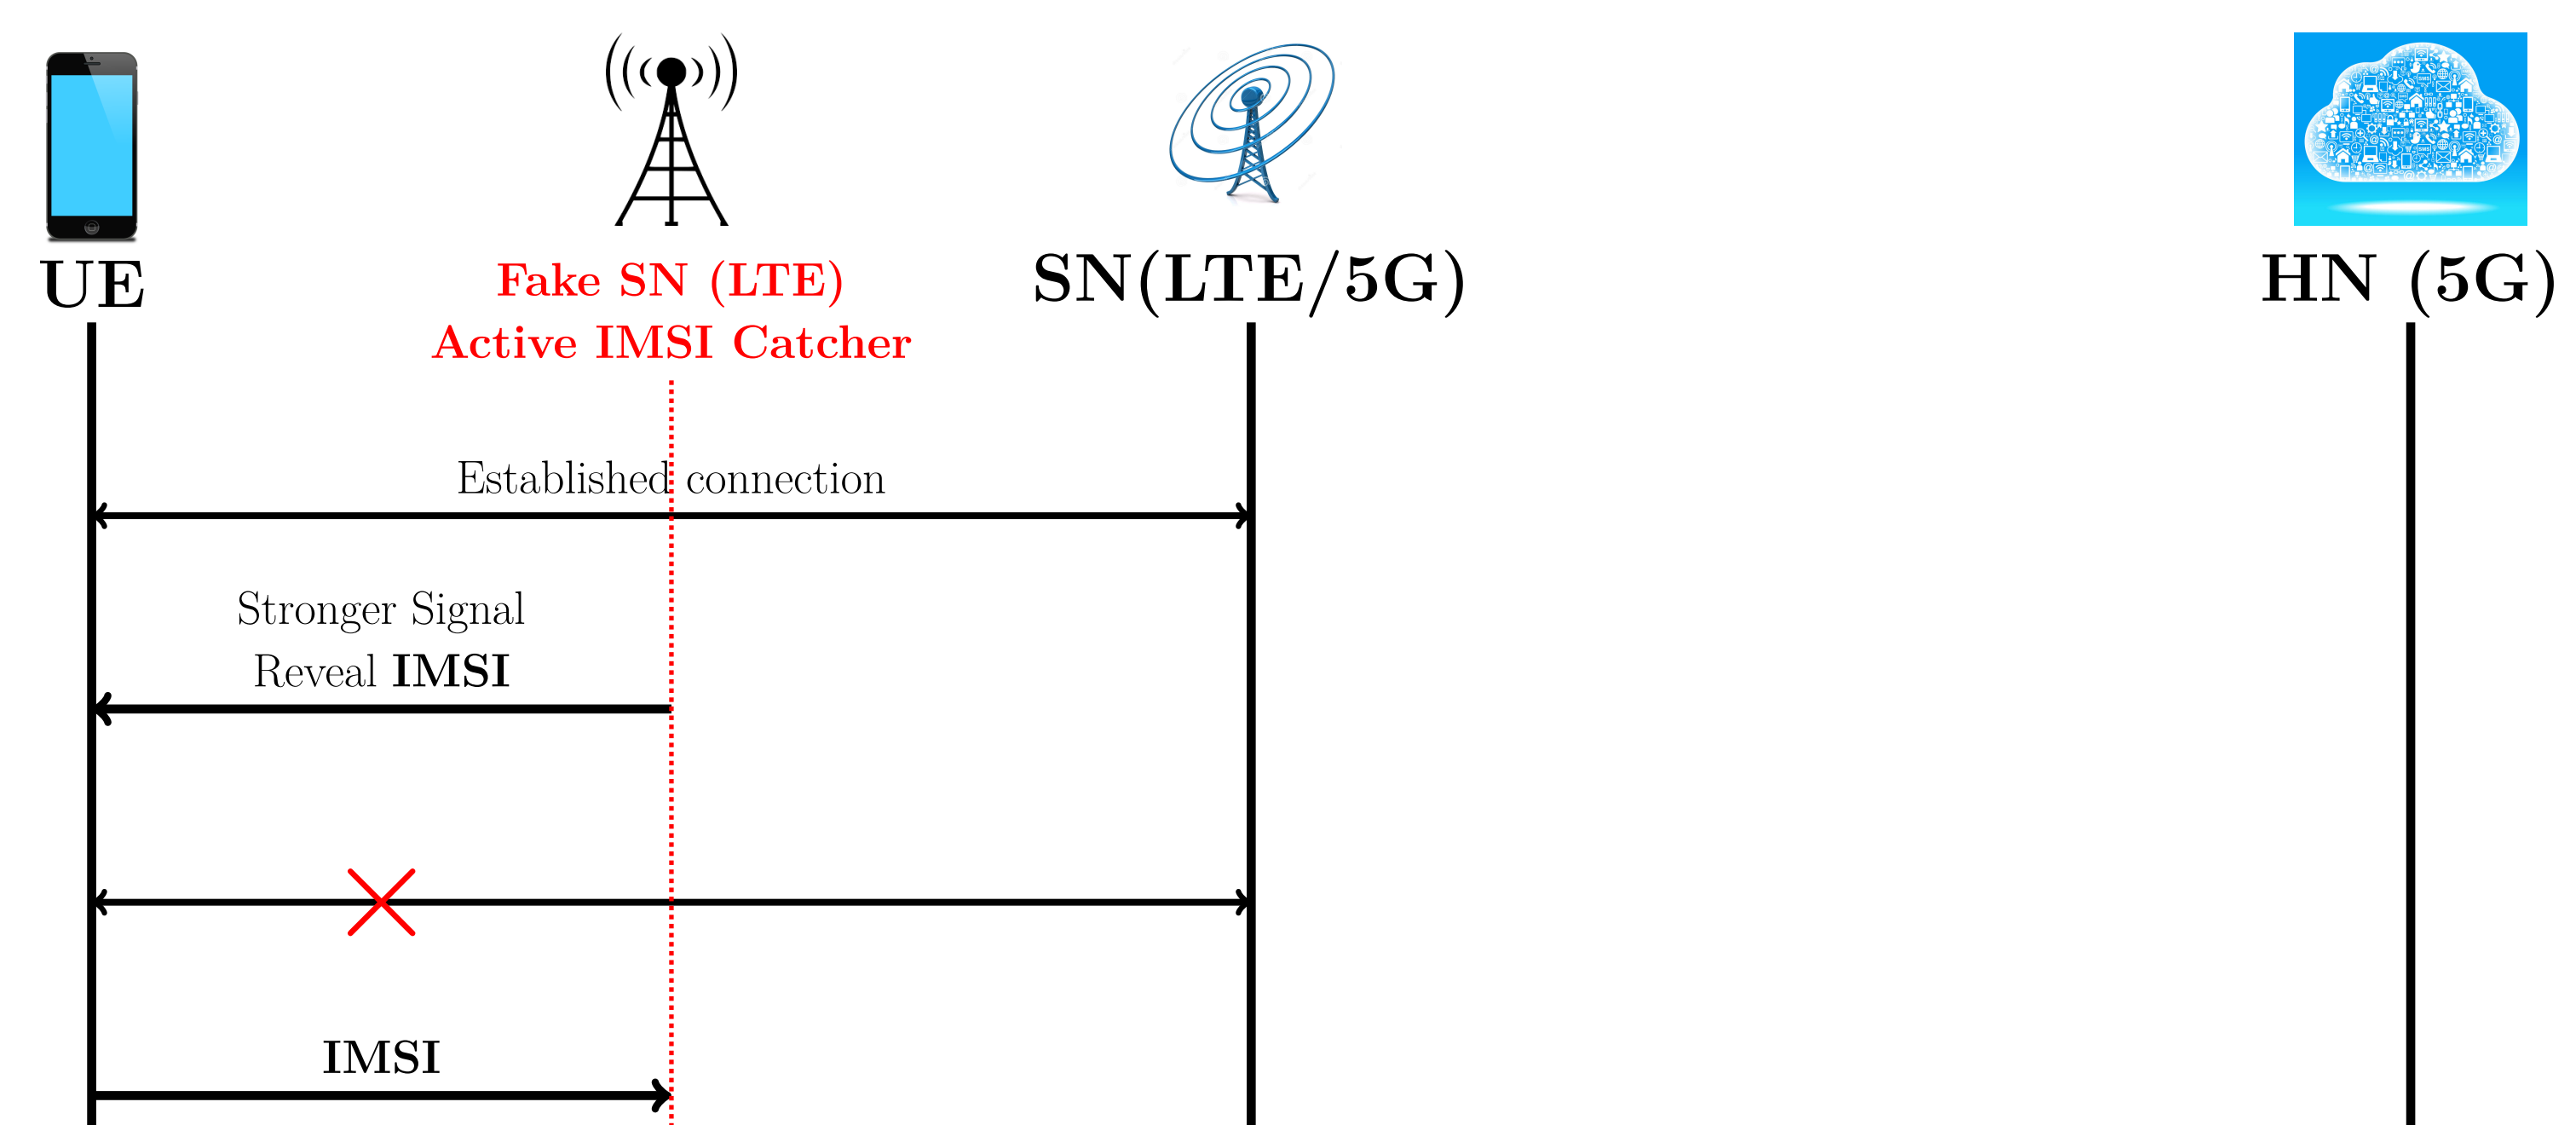 UE
Fake SN (LTE)
Active IMSI Catcher
SN(LTE/5G)
HN (5G)
Established connection
Stronger Signal
Reveal IMSI
IMSI